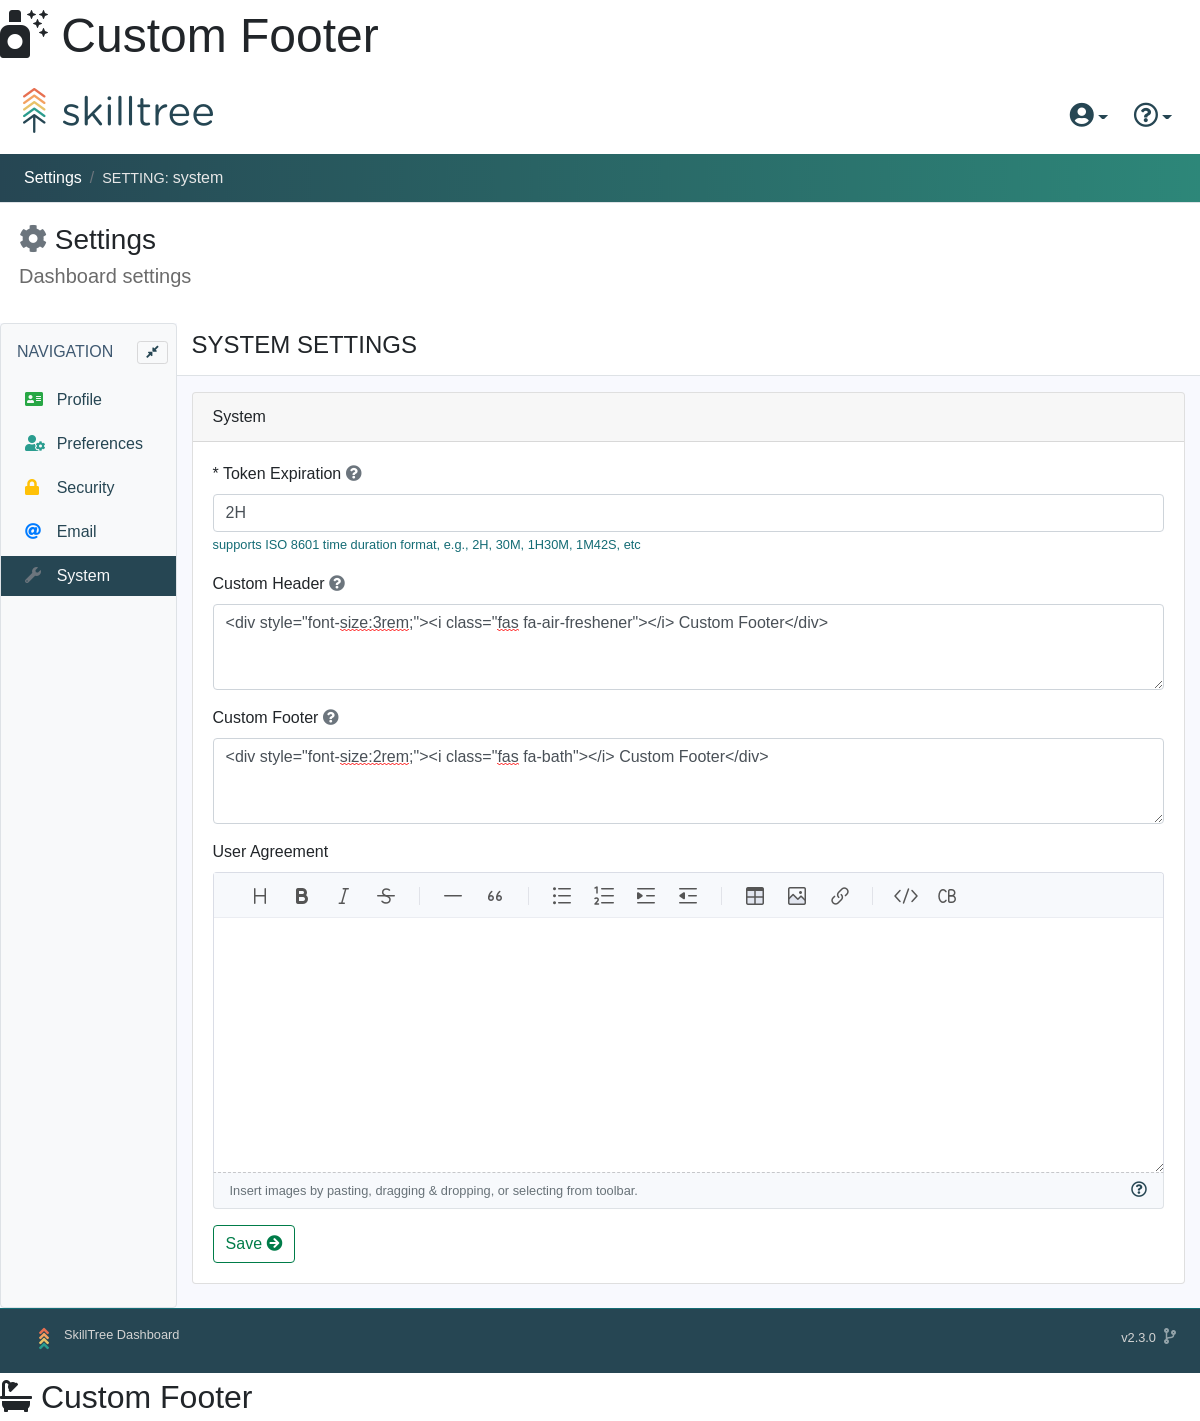 Custom Footer
skilltree
Settings / SETTING: system
Settings
Dashboard settings
NAVIGATION
Profile
Preferences
Security
Email
System
SYSTEM SETTINGS
System
* Token Expiration
2H
supports ISO 8601 time duration format, e.g., 2H, 30M, 1H30M, 1M42S, etc
Custom Header
<div style="font-size:3rem;"><i class="fas fa-air-freshener"></i> Custom Footer</div>
Custom Footer
<div style="font-size:2rem;"><i class="fas fa-bath"></i> Custom Footer</div>
User Agreement
H B I S “ 1 2 </> CB
Insert images by pasting, dragging & dropping, or selecting from toolbar.
Save
SkillTree Dashboard
v2.3.0
Custom Footer